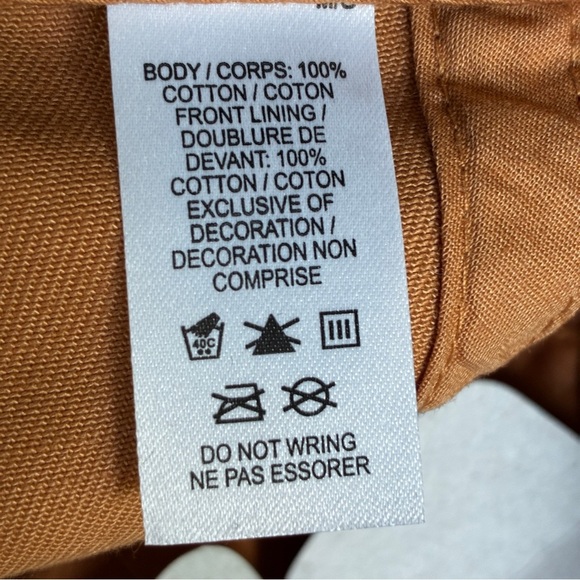 BODY / CORPS: 100%
COTTON / COTON
FRONT LINING /
DOUBLURE DE
DEVANT: 100%
COTTON / COTON
EXCLUSIVE OF
DECORATION /
DECORATION NON
COMPRISE
40C
DO NOT WRING
NE PAS ESSORER